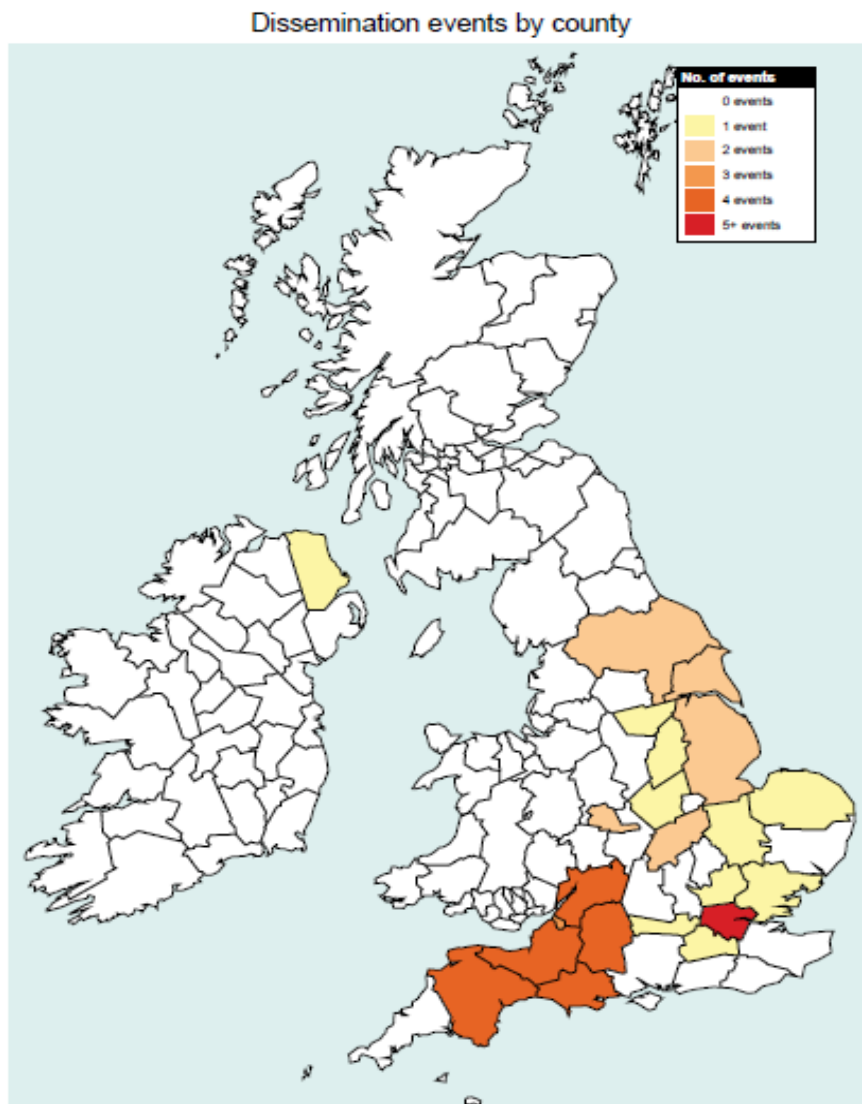 Dissemination events by county
No. of events
0 events
1 event
2 events
3 events
4 events
5+ events